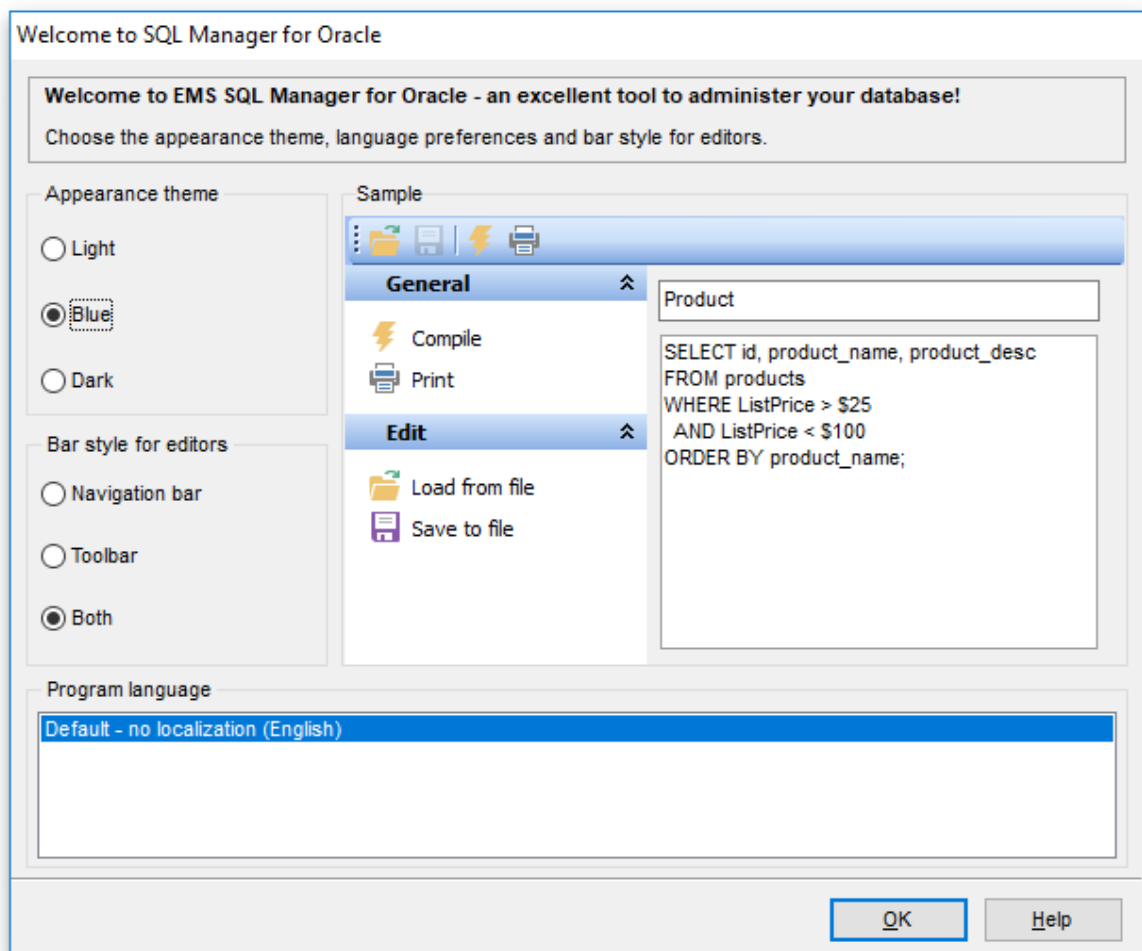 Welcome to SQL Manager for Oracle
Welcome to EMS SQL Manager for Oracle - an excellent tool to administer your database!
Choose the appearance theme, language preferences and bar style for editors.
Appearance theme
Light
Blue
Dark
Bar style for editors
Navigation bar
Toolbar
Both
Sample
General
Compile
Print
Edit
Load from file
Save to file
Product
SELECT id, product_name, product_desc
FROM products
WHERE ListPrice > $25
AND ListPrice < $100
ORDER BY product_name;
Program language
Default - no localization (English)
OK
Help